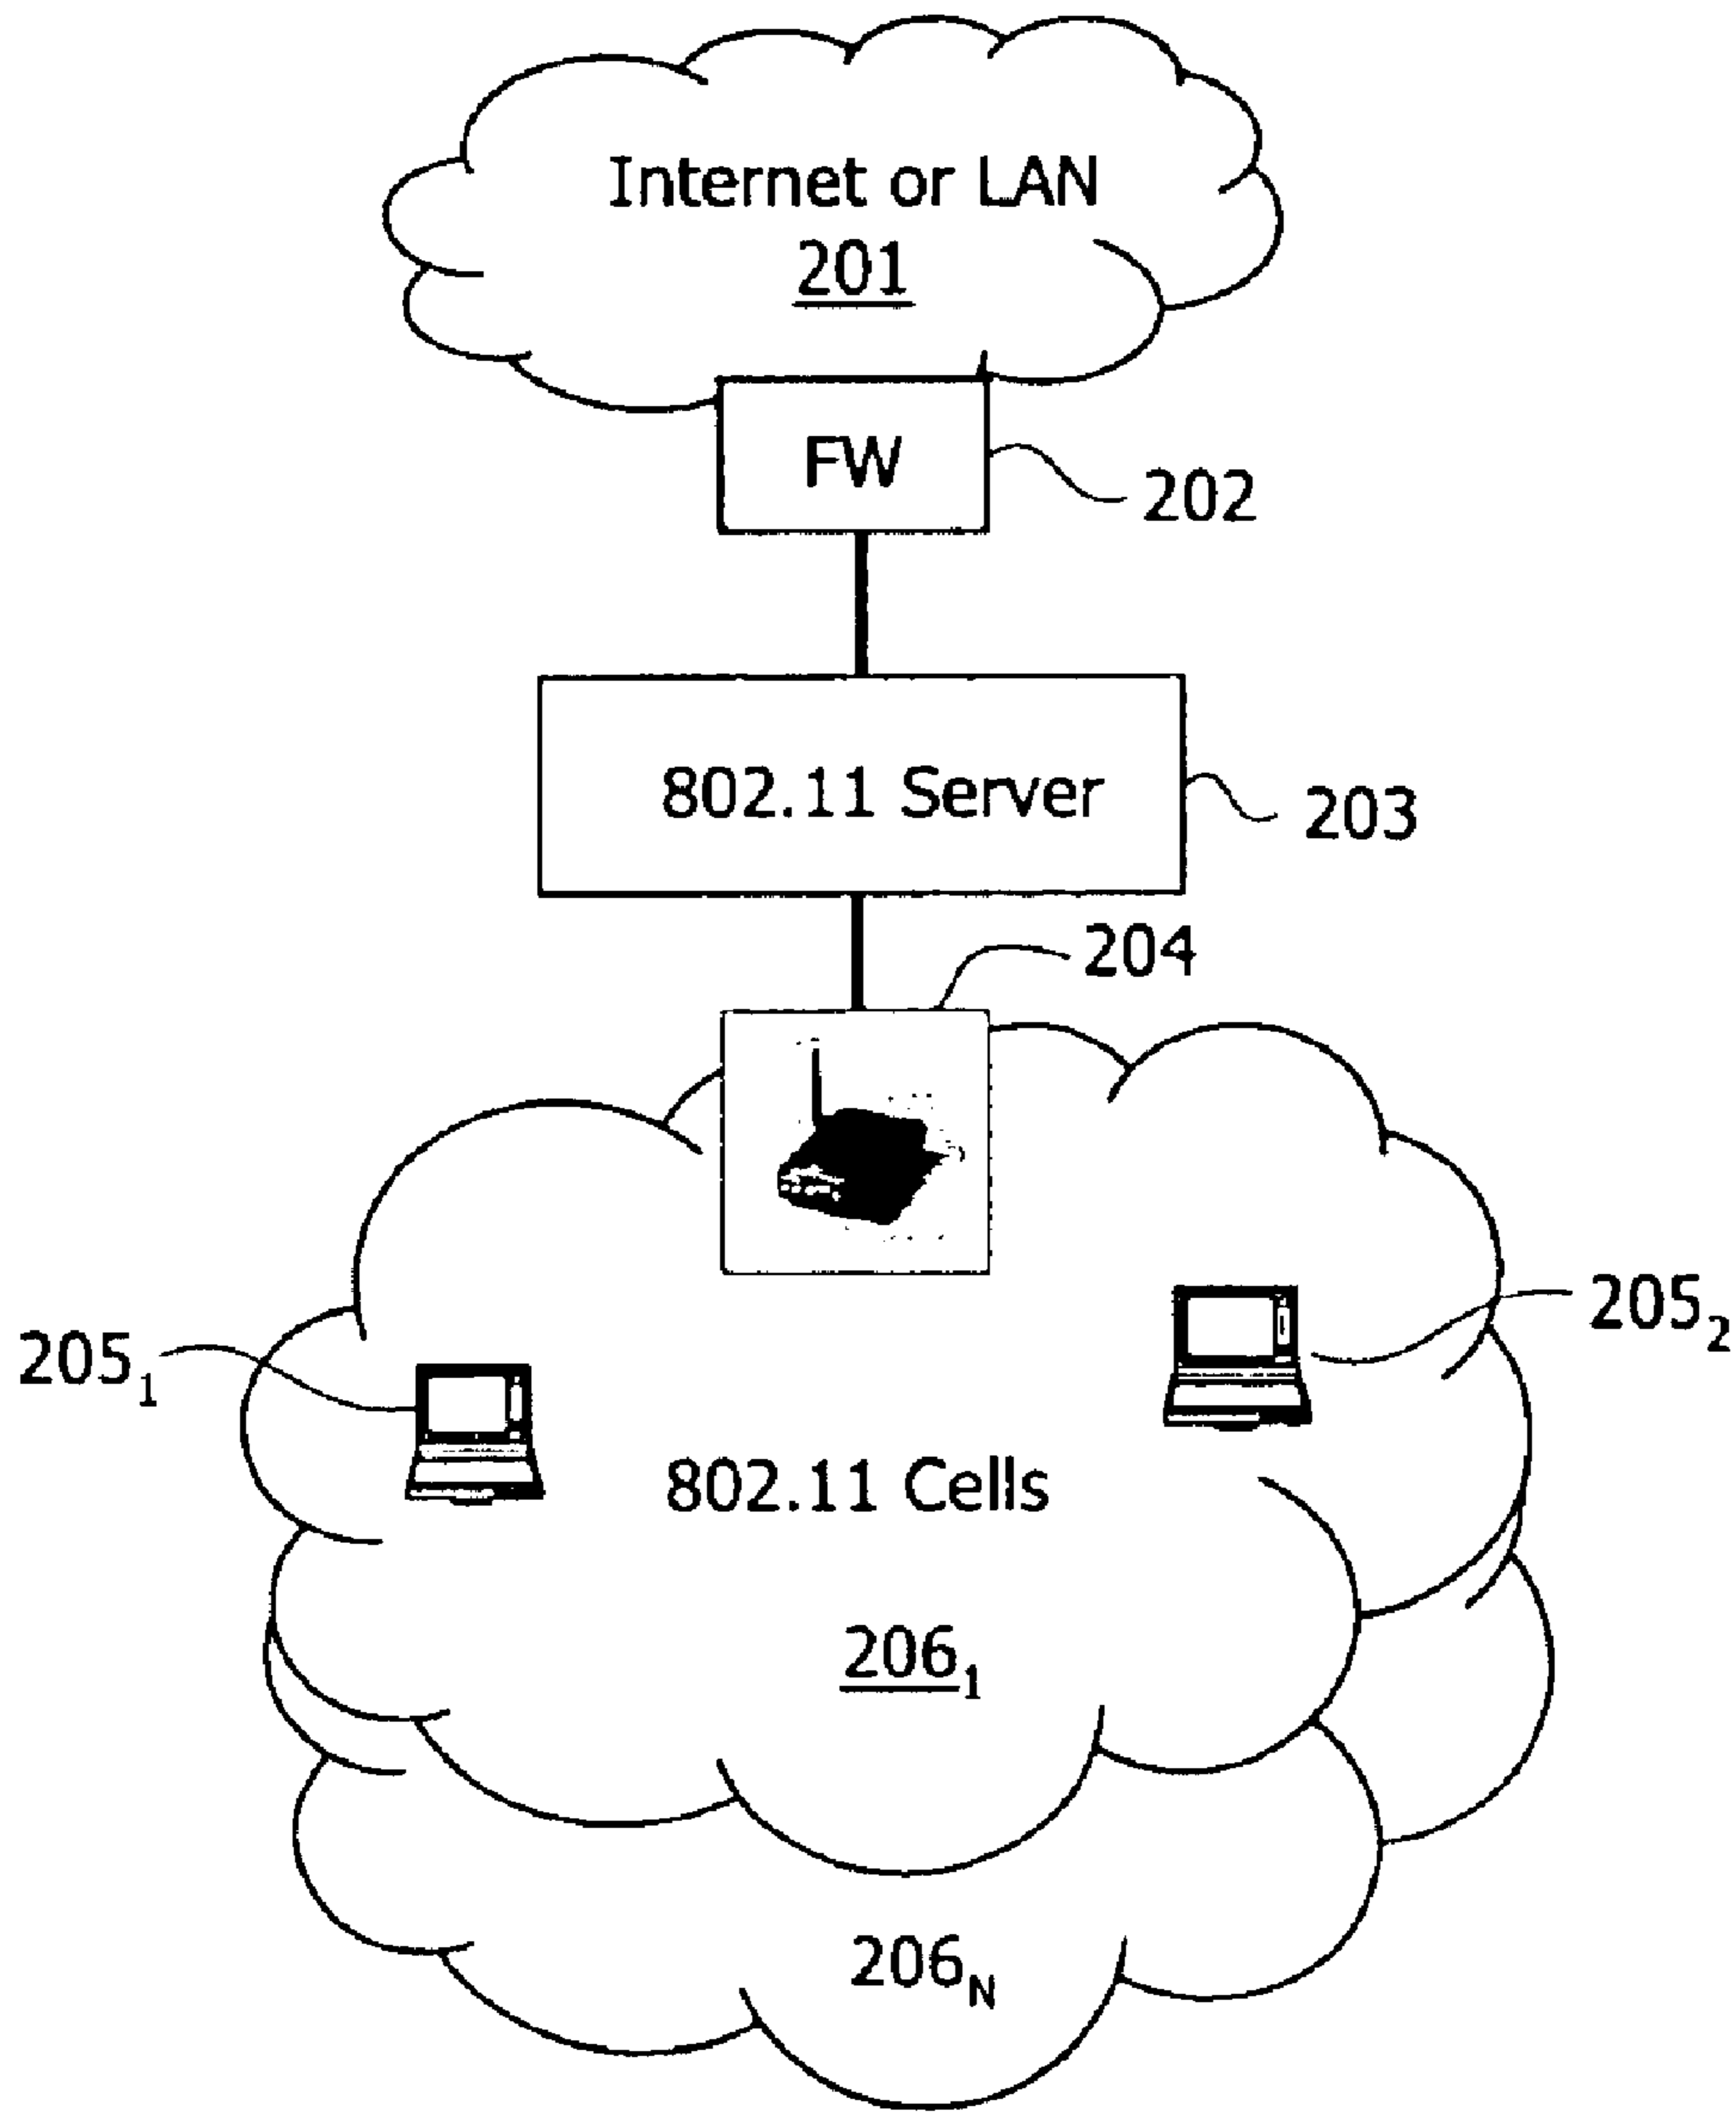 Internet or LAN
201
FW
202
802.11 Server
203
204
205₂
205₁
802.11 Cells
206₁
206N